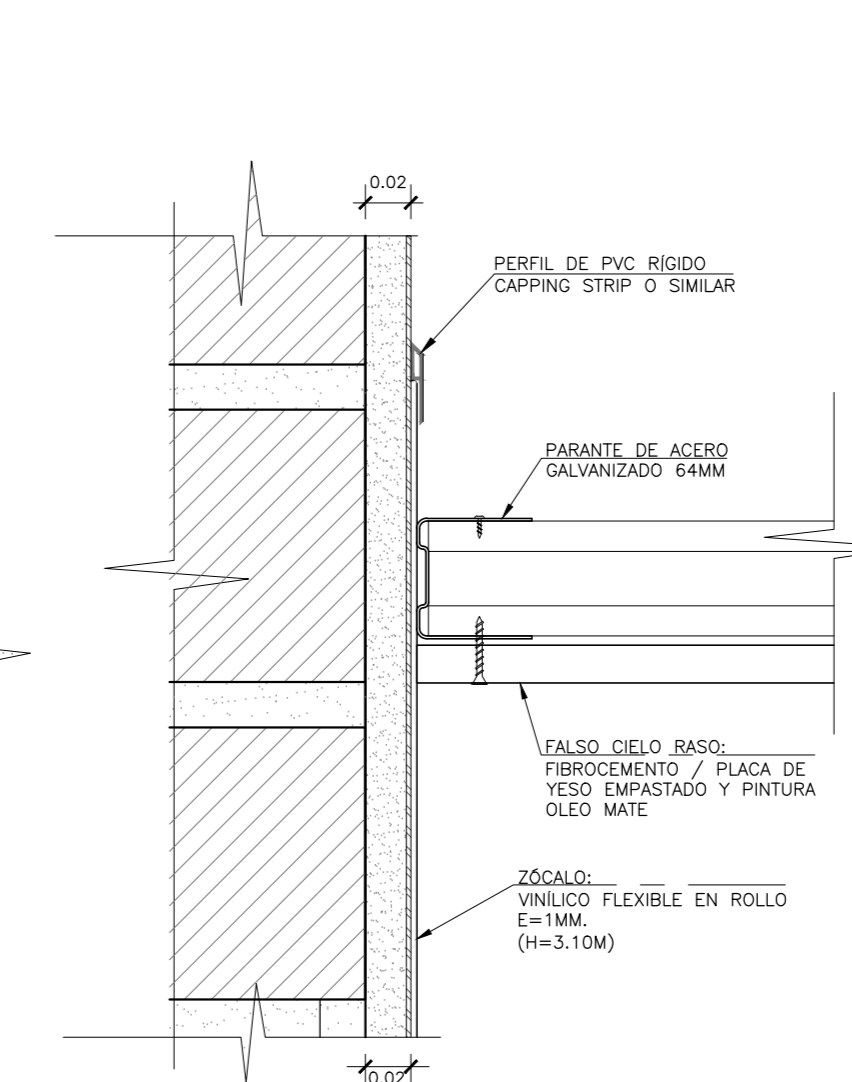 0.02
PERFIL DE PVC RÍGIDO
CAPPING STRIP O SIMILAR
PARANTE DE ACERO
GALVANIZADO 64MM
FALSO CIELO RASO:
FIBROCEMENTO / PLACA DE
YESO EMPASTADO Y PINTURA
OLEO MATE
ZÓCALO:
VINÍLICO FLEXIBLE EN ROLLO
E=1MM.
(H=3.10M)
0.02